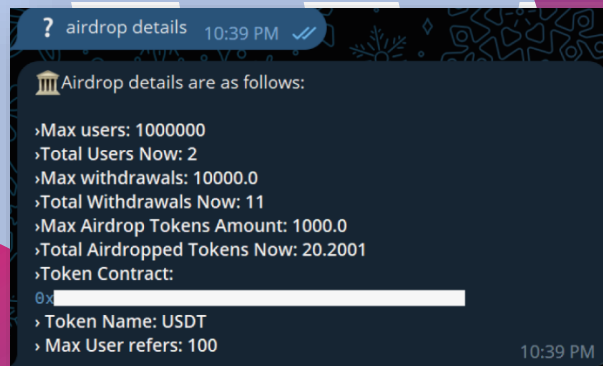 ? airdrop details 10:39 PM
🏛Airdrop details are as follows:
›Max users: 1000000
›Total Users Now: 2
›Max withdrawals: 10000.0
›Total Withdrawals Now: 11
›Max Airdrop Tokens Amount: 1000.0
›Total Airdropped Tokens Now: 20.2001
›Token Contract:
0x
› Token Name: USDT
› Max User refers: 100
10:39 PM